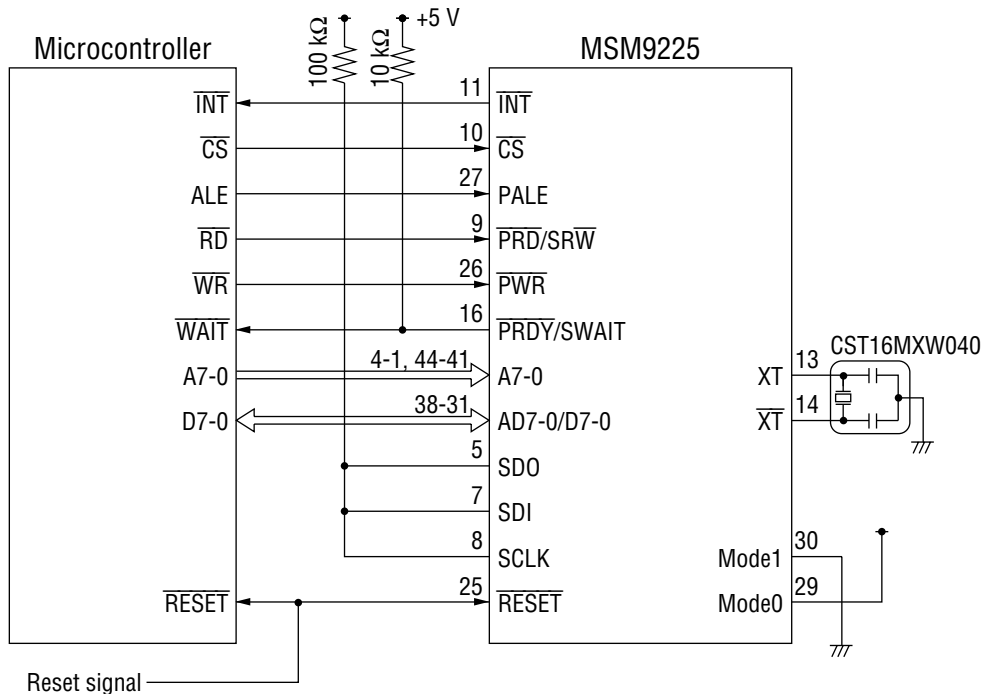 +5 V
100 kΩ
10 kΩ
Microcontroller
MSM9225
INT
11
INT
CS
10
CS
ALE
27
PALE
RD
9
PRD/SRW
WR
26
PWR
WAIT
16
PRDY/SWAIT
CST16MXW040
A7-0
4-1, 44-41
A7-0
XT
13
D7-0
38-31
AD7-0/D7-0
XT
14
5
SDO
7
SDI
8
SCLK
Mode1
30
RESET
25
RESET
Mode0
29
Reset signal